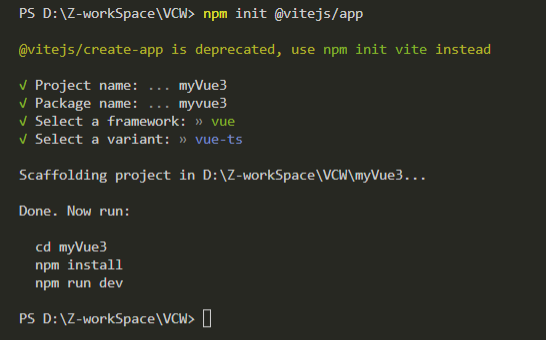 PS D:\Z-workSpace\VCW> npm init @vitejs/app
@vitejs/create-app is deprecated, use npm init vite instead
√ Project name: ... myVue3
√ Package name: ... myvue3
√ Select a framework: » vue
√ Select a variant: » vue-ts
Scaffolding project in D:\Z-workSpace\VCW\myVue3...
Done. Now run:
cd myVue3
npm install
npm run dev
PS D:\Z-workSpace\VCW>